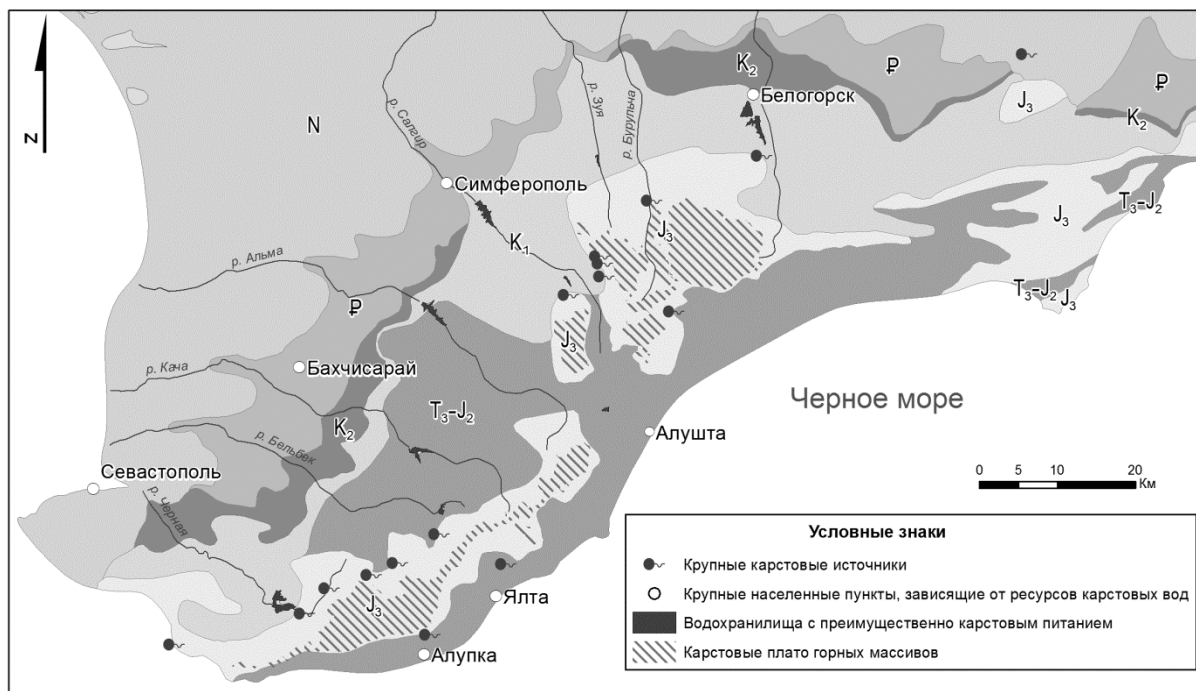 N
Z
K₂
₽
Белогорск
J₃
₽
K₂
р. Салгир
р. Зуя
р. Бурульча
Симферополь
K₁
J₃
J₃
T₃-J₂
T₃-J₂
J₃
р. Альма
₽
J₃
Бахчисарай
р. Кача
T₃-J₂
K₂
р. Бельбек
Севастополь
р. Черная
Черное море
Алушта
0 5 10 20
Км
J₃
Ялта
Алупка
Условные знаки
Крупные карстовые источники
Крупные населенные пункты, зависящие от ресурсов карстовых вод
Водохранилища с преимущественно карстовым питанием
Карстовые плато горных массивов